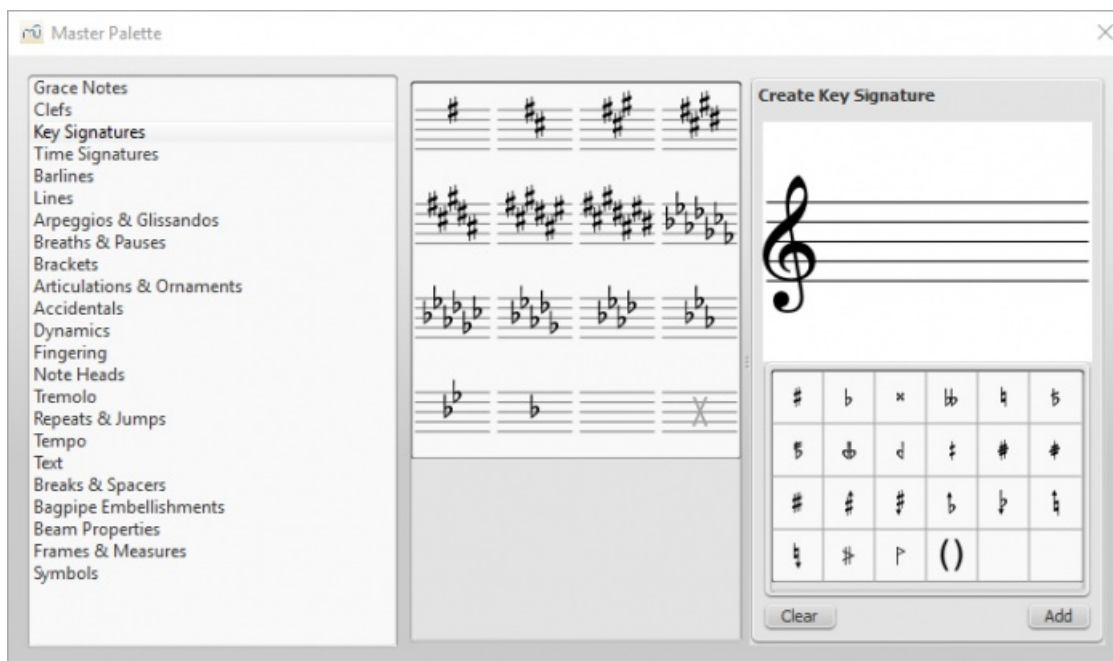 Master Palette
Grace Notes
Clefs
Key Signatures
Time Signatures
Barlines
Lines
Arpeggios & Glissandos
Breaths & Pauses
Brackets
Articulations & Ornaments
Accidentals
Dynamics
Fingering
Note Heads
Tremolo
Repeats & Jumps
Tempo
Text
Breaks & Spacers
Bagpipe Embellishments
Beam Properties
Frames & Measures
Symbols
Create Key Signature
Clear
Add